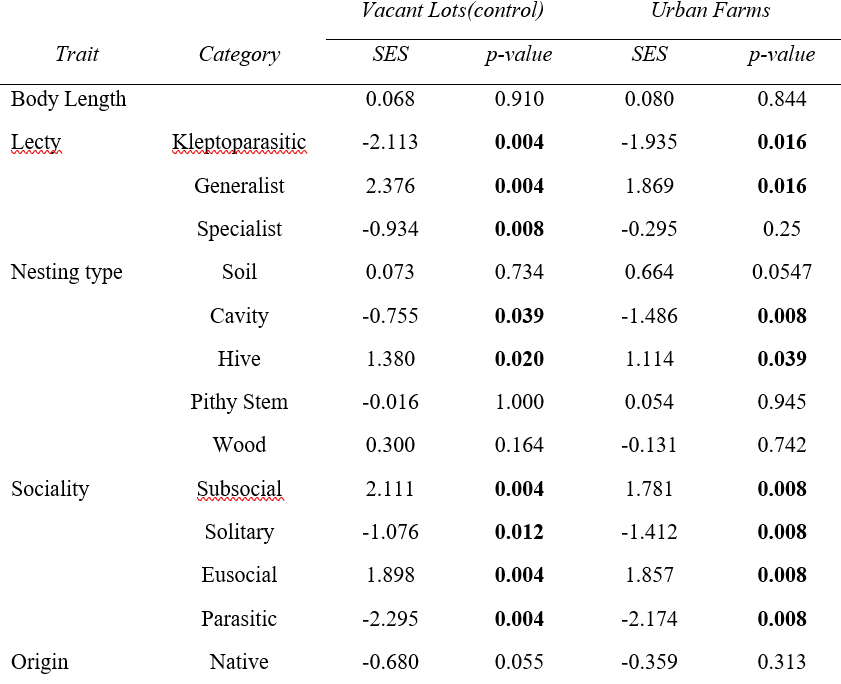 Vacant Lots(control) Urban Farms
Trait Category SES p-value SES p-value
Body Length 0.068 0.910 0.080 0.844
Lecty Kleptoparasitic -2.113 0.004 -1.935 0.016
Generalist 2.376 0.004 1.869 0.016
Specialist -0.934 0.008 -0.295 0.25
Nesting type Soil 0.073 0.734 0.664 0.0547
Cavity -0.755 0.039 -1.486 0.008
Hive 1.380 0.020 1.114 0.039
Pithy Stem -0.016 1.000 0.054 0.945
Wood 0.300 0.164 -0.131 0.742
Sociality Subsocial 2.111 0.004 1.781 0.008
Solitary -1.076 0.012 -1.412 0.008
Eusocial 1.898 0.004 1.857 0.008
Parasitic -2.295 0.004 -2.174 0.008
Origin Native -0.680 0.055 -0.359 0.313